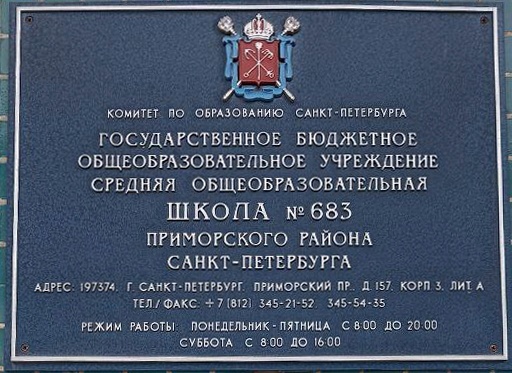 КОМИТЕТ ПО ОБРАЗОВАНИЮ САНКТ-ПЕТЕРБУРГА
ГОСУДАРСТВЕННОЕ БЮДЖЕТНОЕ
ОБЩЕОБРАЗОВАТЕЛЬНОЕ УЧРЕЖДЕНИЕ
СРЕДНЯЯ ОБЩЕОБРАЗОВАТЕЛЬНАЯ
ШКОЛА № 683
ПРИМОРСКОГО РАЙОНА
САНКТ-ПЕТЕРБУРГА
АДРЕС: 197374, Г. САНКТ-ПЕТЕРБУРГ, ПРИМОРСКИЙ ПР., Д. 157, КОРП 3, ЛИТ. А
ТЕЛ/ФАКС: +7(812) 345-21-52, 345-54-35
РЕЖИМ РАБОТЫ: ПОНЕДЕЛЬНИК-ПЯТНИЦА С 8:00 ДО 20:00
СУББОТА С 8:00 ДО 16:00